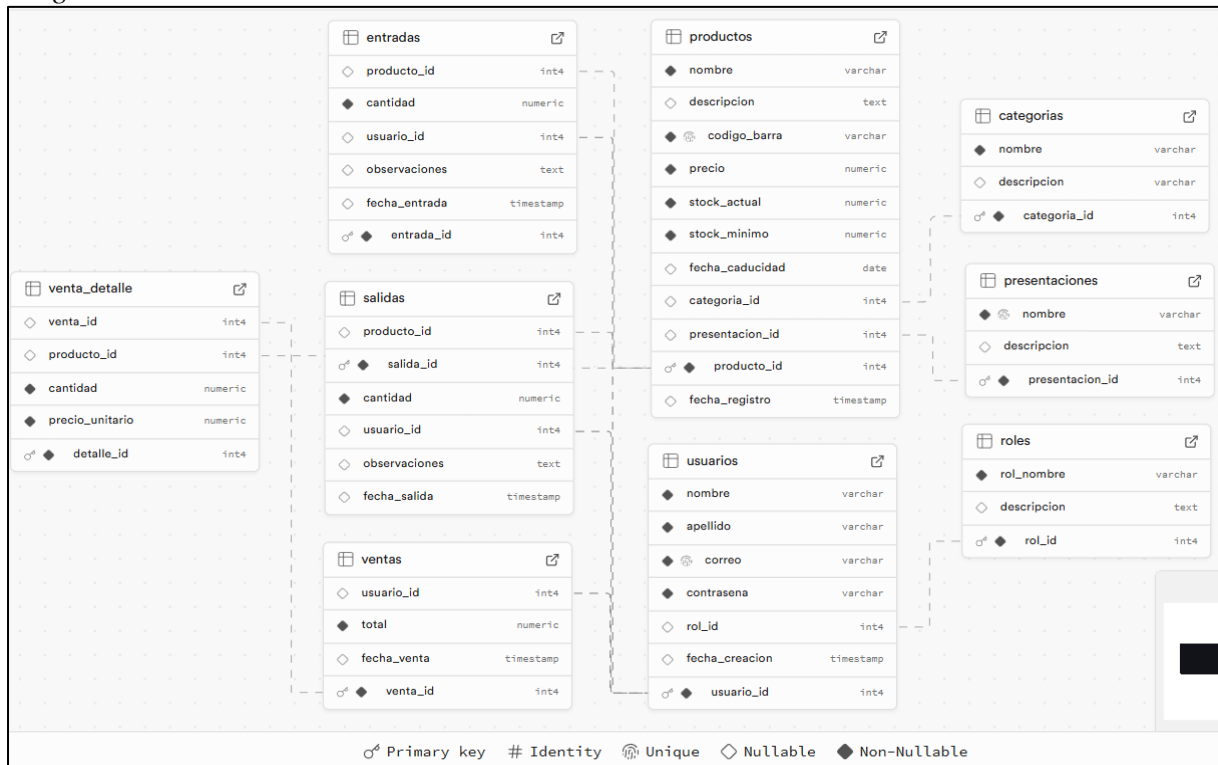 entradas
producto_id int4
cantidad numeric
usuario_id int4
observaciones text
fecha_entrada timestamp
entrada_id int4
productos
nombre varchar
descripcion text
codigo_barra varchar
precio numeric
stock_actual numeric
stock_minimo numeric
fecha_caducidad date
categoria_id int4
presentacion_id int4
producto_id int4
fecha_registro timestamp
categorias
nombre varchar
descripcion varchar
categoria_id int4
venta_detalle
venta_id int4
producto_id int4
cantidad numeric
precio_unitario numeric
detalle_id int4
salidas
producto_id int4
salida_id int4
cantidad numeric
usuario_id int4
observaciones text
fecha_salida timestamp
presentaciones
nombre varchar
descripcion text
presentacion_id int4
ventas
usuario_id int4
total numeric
fecha_venta timestamp
venta_id int4
usuarios
nombre varchar
apellido varchar
correo varchar
contrasena varchar
rol_id int4
fecha_creacion timestamp
usuario_id int4
roles
rol_nombre varchar
descripcion text
rol_id int4
Primary key # Identity Unique Nullable Non-Nullable